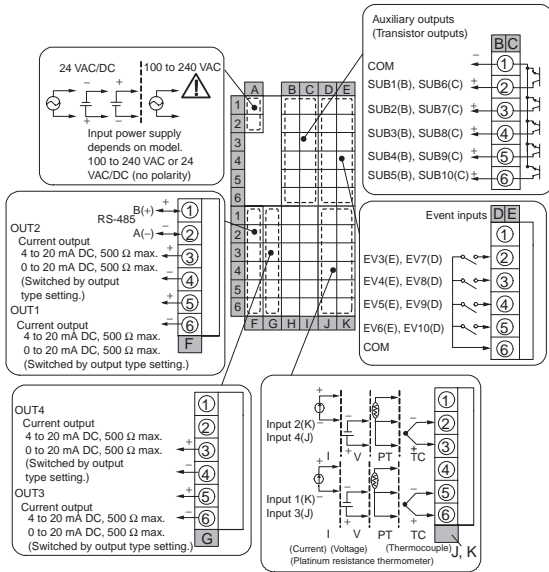 24 VAC/DC
100 to 240 VAC
− + 
+ −
Input power supply
depends on model.
100 to 240 VAC or 24
VAC/DC (no polarity)
A B C D E
1
2
3
4
5
6
1
2
3
4
5
6
F G H I J K
Auxiliary outputs
(Transistor outputs)
B C
−
COM 1
SUB1(B), SUB6(C) + 2
SUB2(B), SUB7(C) + 3
SUB3(B), SUB8(C) + 4
SUB4(B), SUB9(C) + 5
SUB5(B), SUB10(C) + 6
Event inputs D E
1
EV3(E), EV7(D) 2
EV4(E), EV8(D) 3
EV5(E), EV9(D) 4
EV6(E), EV10(D) 5
COM 6
B(+) 1
RS-485
A(−) 2
OUT2
Current output + 3
4 to 20 mA DC, 500 Ω max.
0 to 20 mA DC, 500 Ω max. − 4
(Switched by output
type setting.) + 5
OUT1
Current output − 6
4 to 20 mA DC, 500 Ω max.
0 to 20 mA DC, 500 Ω max.
(Switched by output type setting.)
F
1
OUT4
Current output 2
4 to 20 mA DC, 500 Ω max.
0 to 20 mA DC, 500 Ω max. + 3
(Switched by output
type setting.) − 4
OUT3 + 5
Current output
4 to 20 mA DC, 500 Ω max. − 6
0 to 20 mA DC, 500 Ω max.
(Switched by output type setting.)
G
1
+
Input 2(K) − 2
Input 4(J) − + + 3
I V PT TC
4
+
Input 1(K) − 5
Input 3(J) − + + 6
I V PT TC
(Current) (Voltage) (Thermocouple)
(Platinum resistance thermometer)
J, K